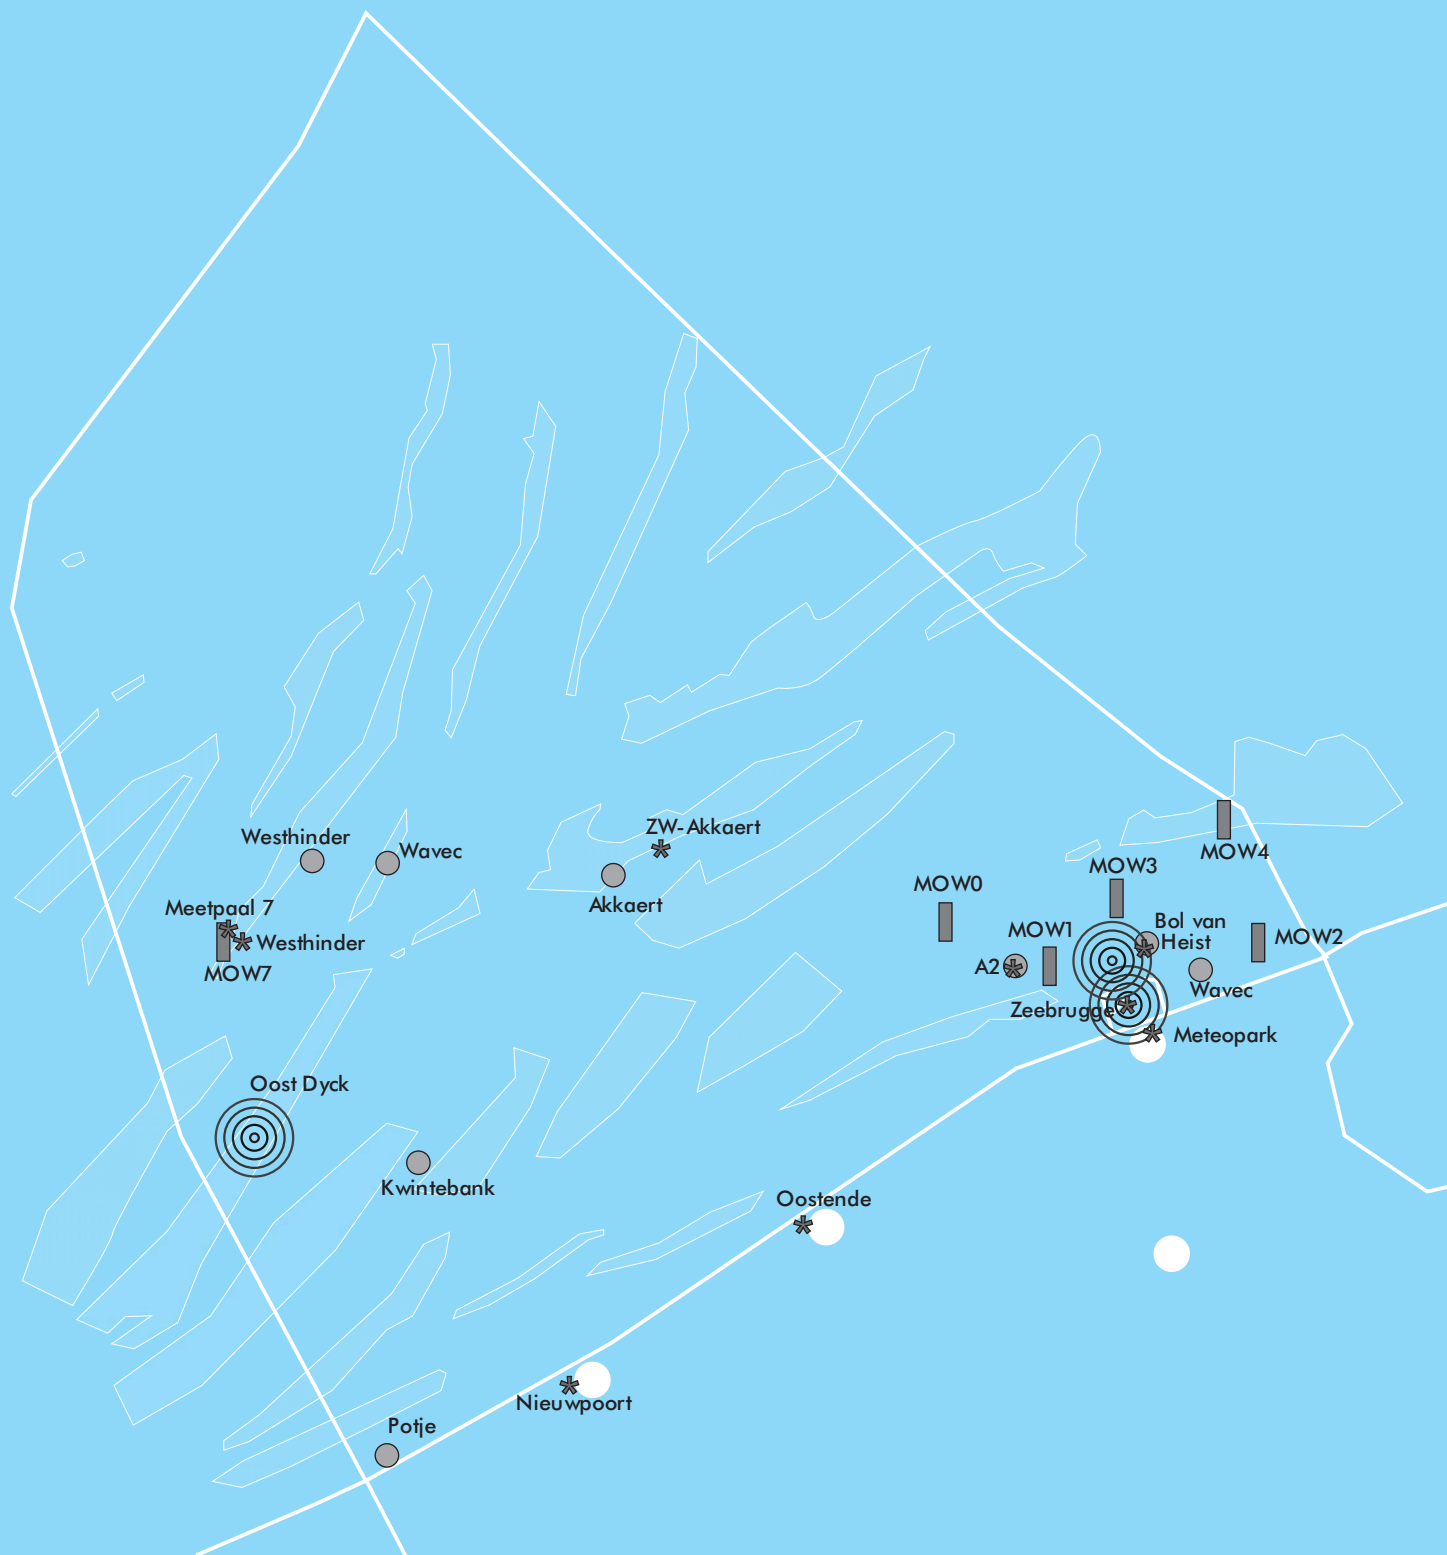 ZW-Akkaert
Westhinder
Wavec
MOW4
MOW3
MOW0
Akkaert
Meetpaal 7
Bol van
Heist
MOW1
MOW2
Westhinder
A2
MOW7
Wavec
Zeebrugge
Meteopark
Oost Dyck
Kwintebank
Oostende
Nieuwpoort
Potje